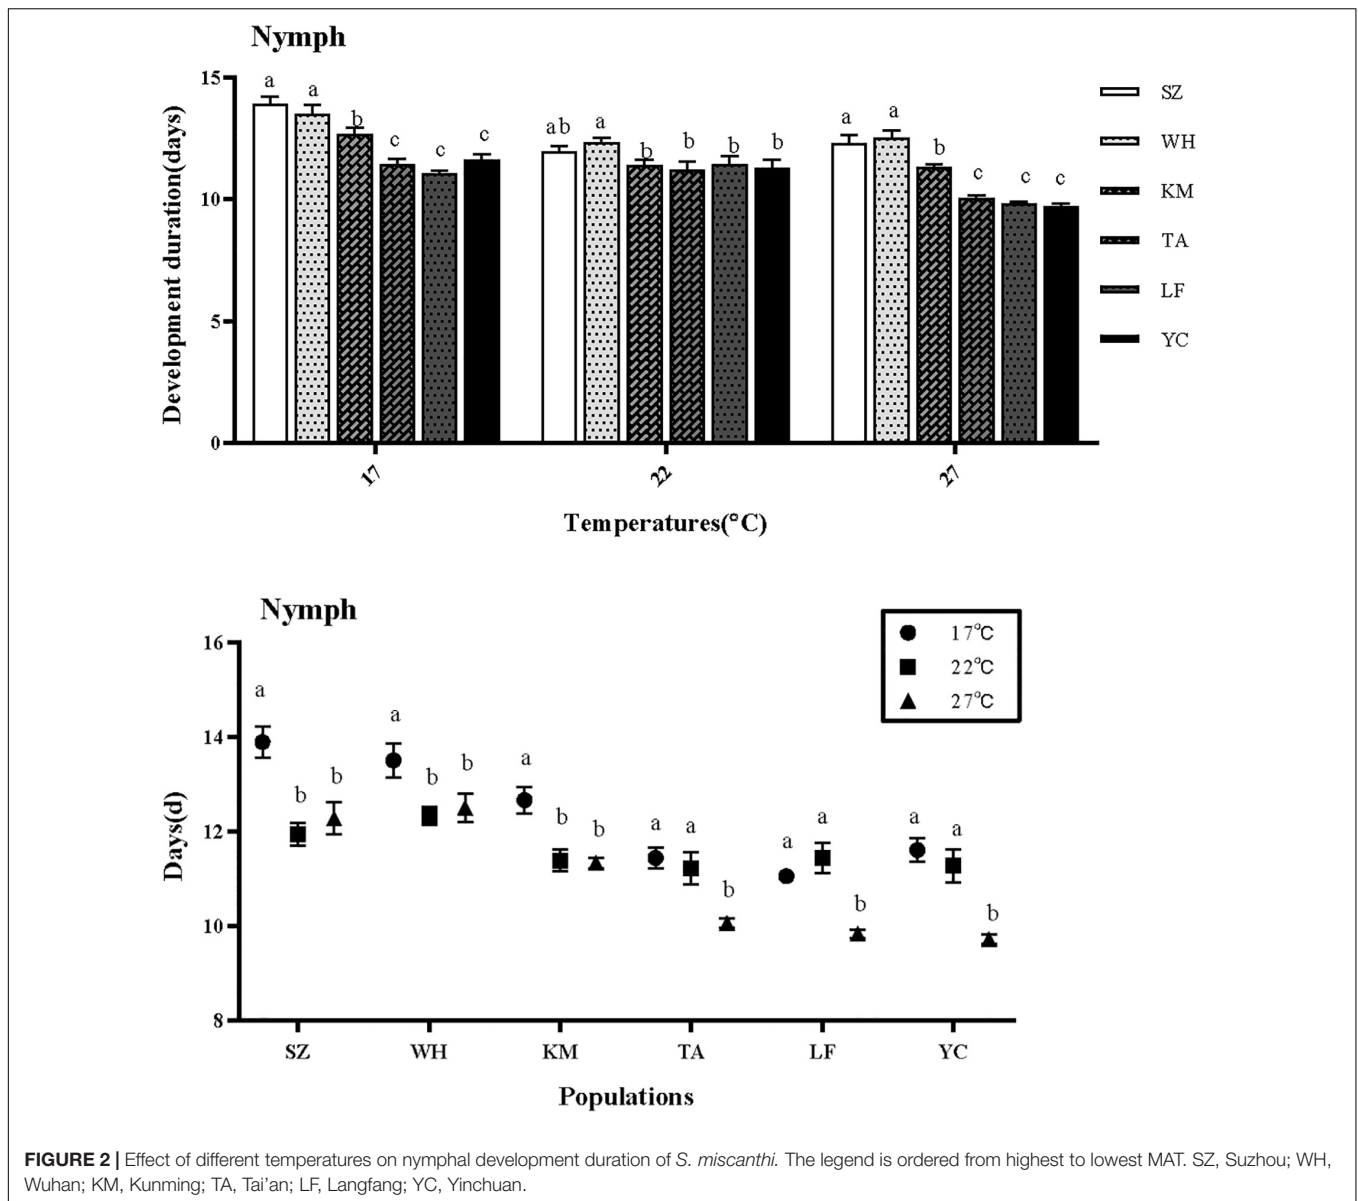 Nymph
15
10
5
0
Development duration(days)
a a b c c c
ab a b b b b
a a b c c c
17 22 27
Temperatures(°C)
SZ
WH
KM
TA
LF
YC
Nymph
16
14
12
10
8
Days(d)
17°C
22°C
27°C
a b b
a b b
a b b
a a b
a a b
a a b
SZ WH KM TA LF YC
Populations
FIGURE 2 | Effect of different temperatures on nymphal development duration of S. miscanthi. The legend is ordered from highest to lowest MAT. SZ, Suzhou; WH,
Wuhan; KM, Kunming; TA, Tai'an; LF, Langfang; YC, Yinchuan.